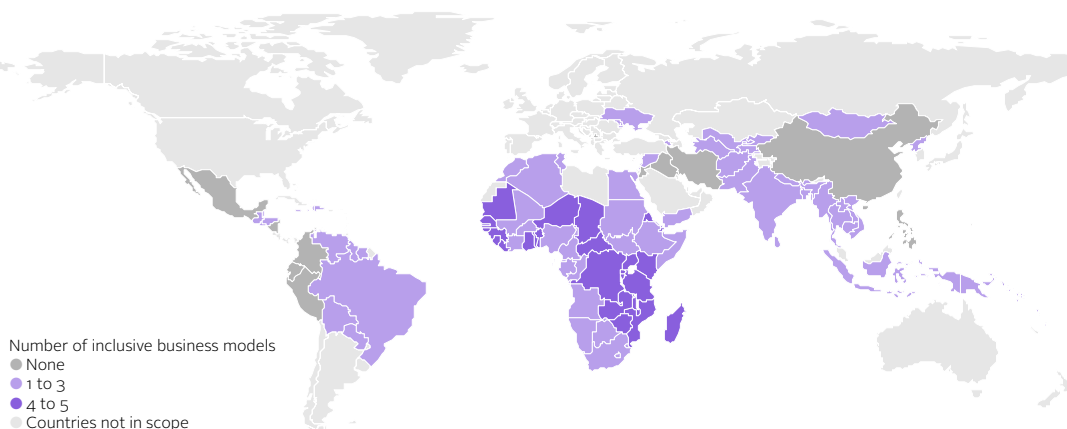 Number of inclusive business models
None
1 to 3
4 to 5
Countries not in scope